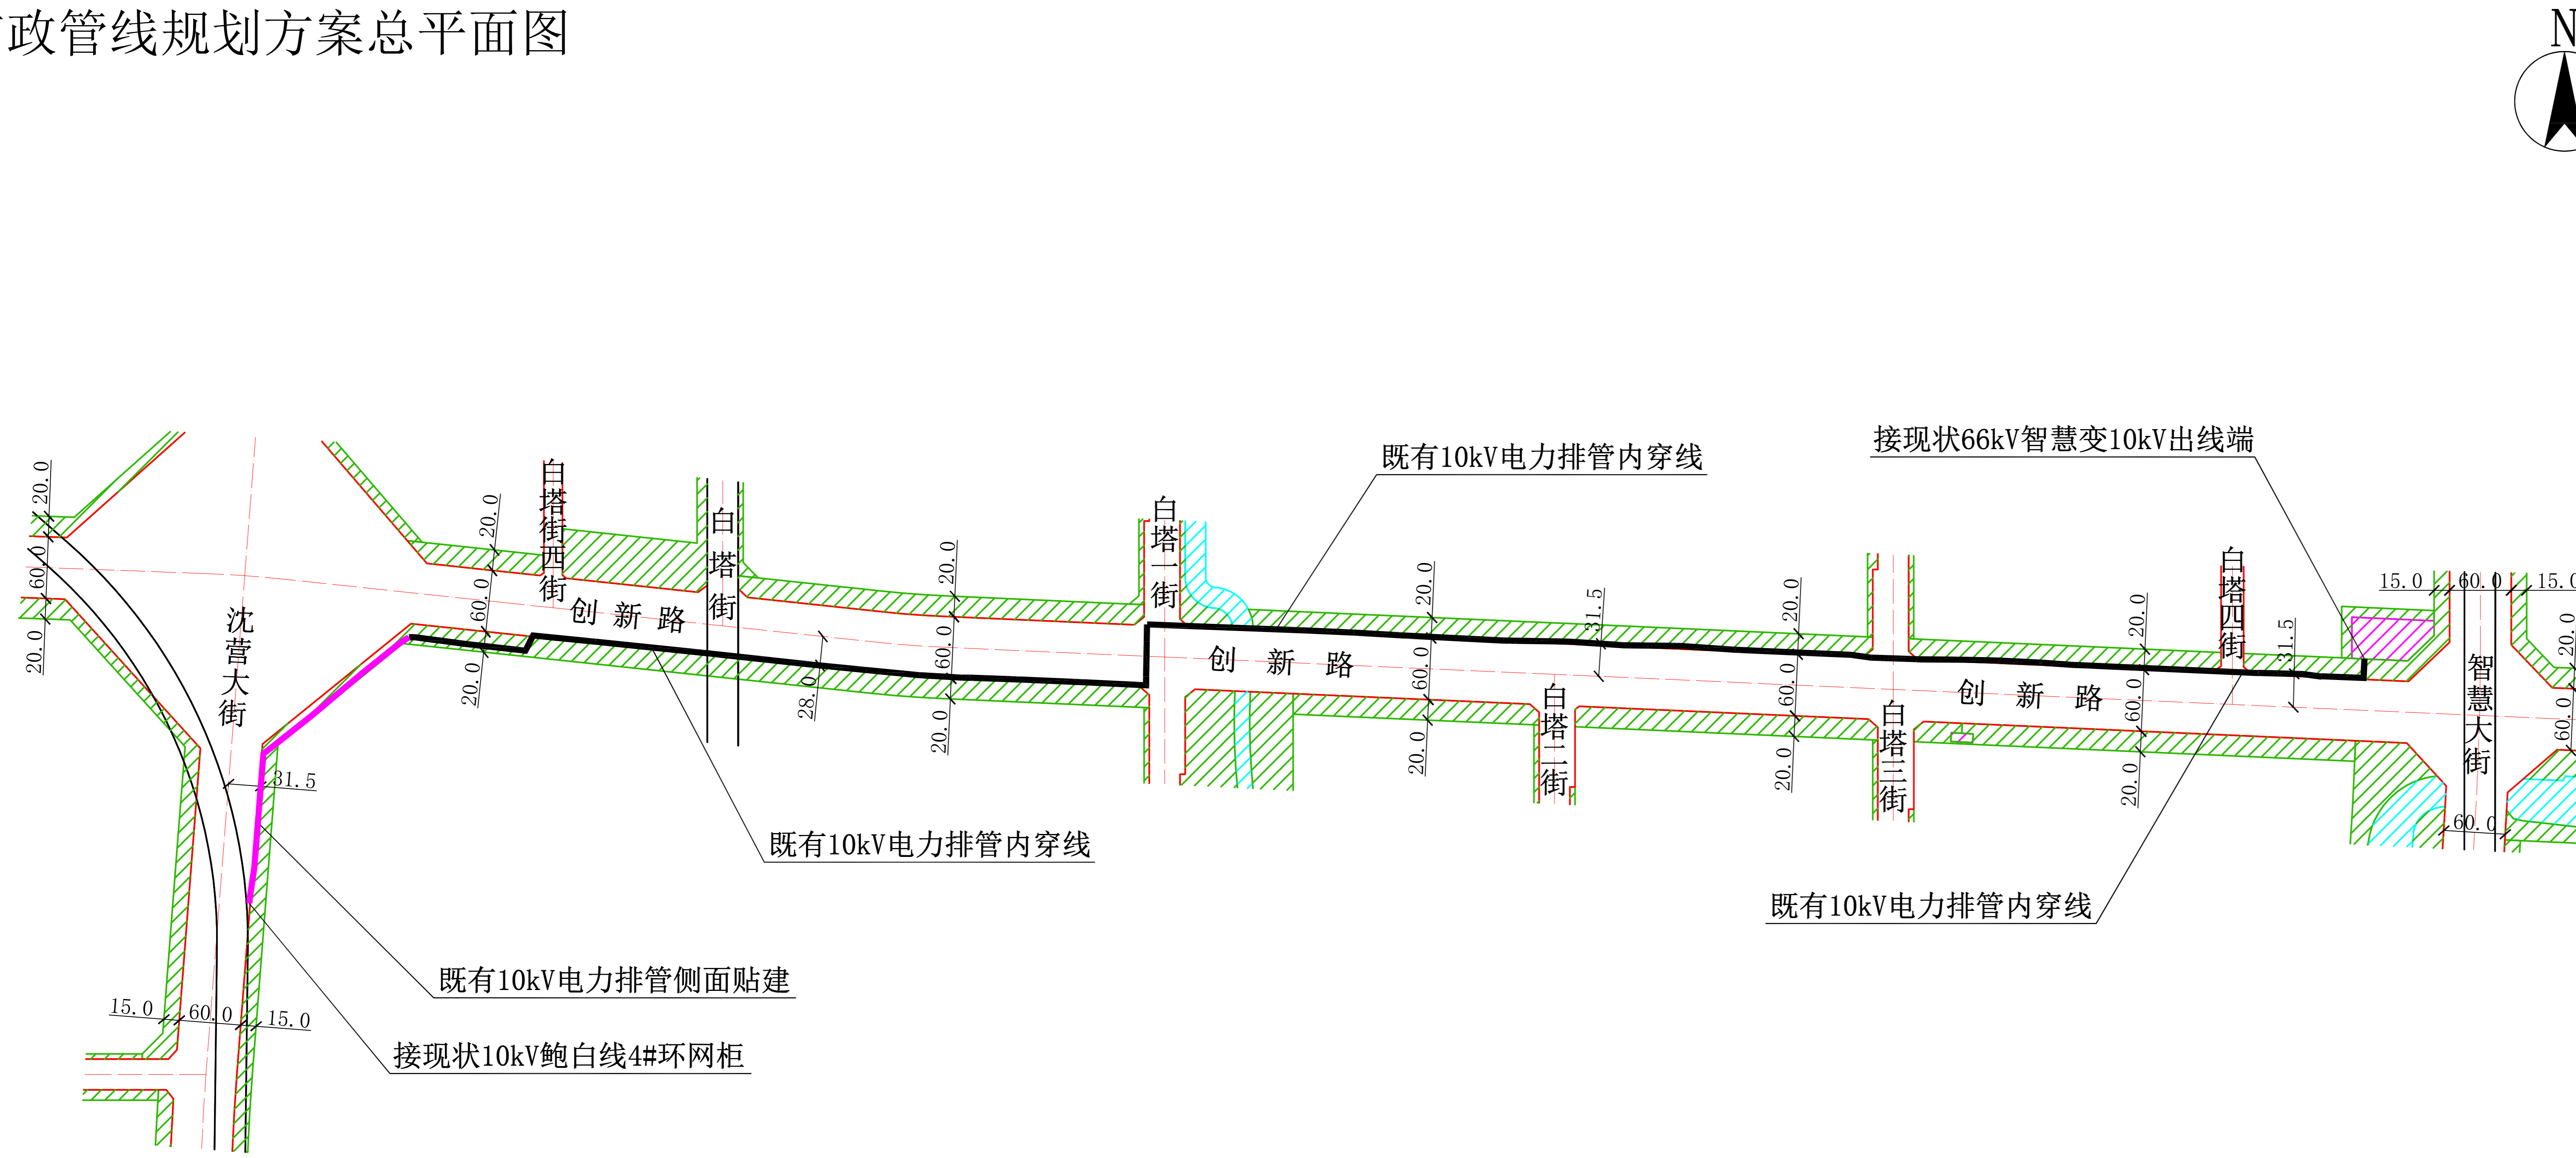 政管线规划方案总平面图
N
接现状66kV智慧变10kV出线端
既有10kV电力排管内穿线
白塔街四街
白塔街
白塔一街
白塔四街
20.0
60.0
20.0
20.0
60.0
20.0
20.0
60.0
20.0
20.0
60.0
20.0
31.5
20.0
60.0
20.0
20.0
60.0
20.0
31.5
15.0
60.0
15.0
20.0
60.0
沈营大街
创新路
创新路
创新路
智慧大街
28.0
白塔二街
白塔三街
31.5
60.0
既有10kV电力排管内穿线
既有10kV电力排管内穿线
既有10kV电力排管侧面贴建
15.0
60.0
15.0
接现状10kV鲍白线4#环网柜